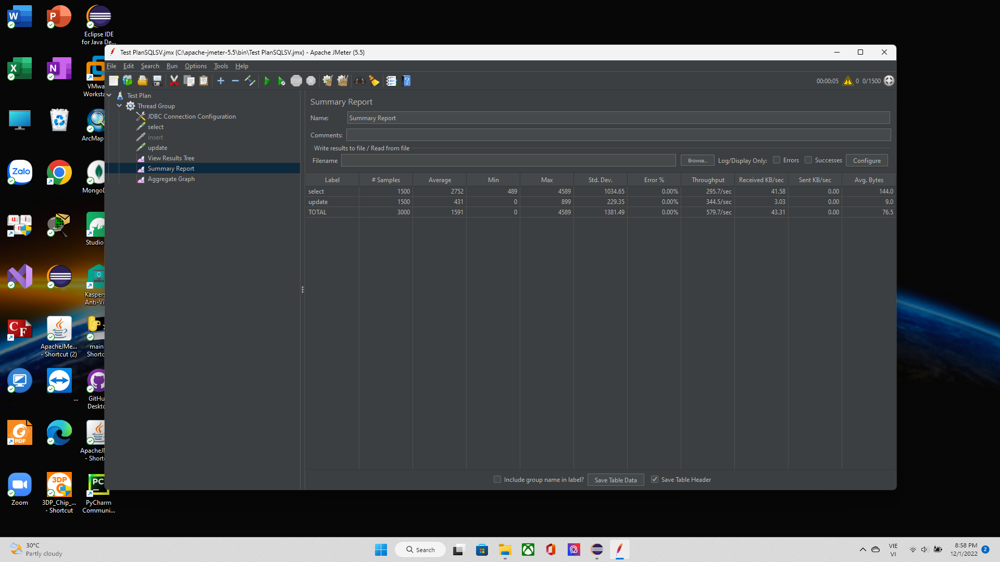 Eclipse IDE
for Java De...
Test PlanSQLSV.jmx (C:\apache-jmeter-5.5\bin\Test PlanSQLSV.jmx) - Apache JMeter (5.5)
File Edit Search Run Options Tools Help
00:00:05 0 0/1500
VMwa
Worksta
ArcMap
Zalo
MongoD
Studio
Kaspers
Anti-Vi
ApacheJMe...
- Shortcut (2)
main
Shortc
...
GitHu
Deskto
PDF
ApacheJ
- Short
Zoom
3DP
3DP_Chip_...
- Shortcut
PC
PyCharm
Communi...
Test Plan
Thread Group
JDBC Connection Configuration
select
insert
update
View Results Tree
Summary Report
Aggregate Graph
Summary Report
Name: Summary Report
Comments:
Write results to file / Read from file
Filename Browse... Log/Display Only: Errors Successes Configure
Label # Samples Average Min Max Std. Dev. Error % Throughput Received KB/sec Sent KB/sec Avg. Bytes
select 1500 2752 489 4589 1034.65 0.00% 295.7/sec 41.58 0.00 144.0
update 1500 431 0 899 229.35 0.00% 344.5/sec 3.03 0.00 9.0
TOTAL 3000 1591 0 4589 1381.49 0.00% 579.7/sec 43.31 0.00 76.5
Include group name in label? Save Table Data Save Table Header
30°C
Partly cloudy
Search
VIE
VI
8:58 PM
12/1/2022
2